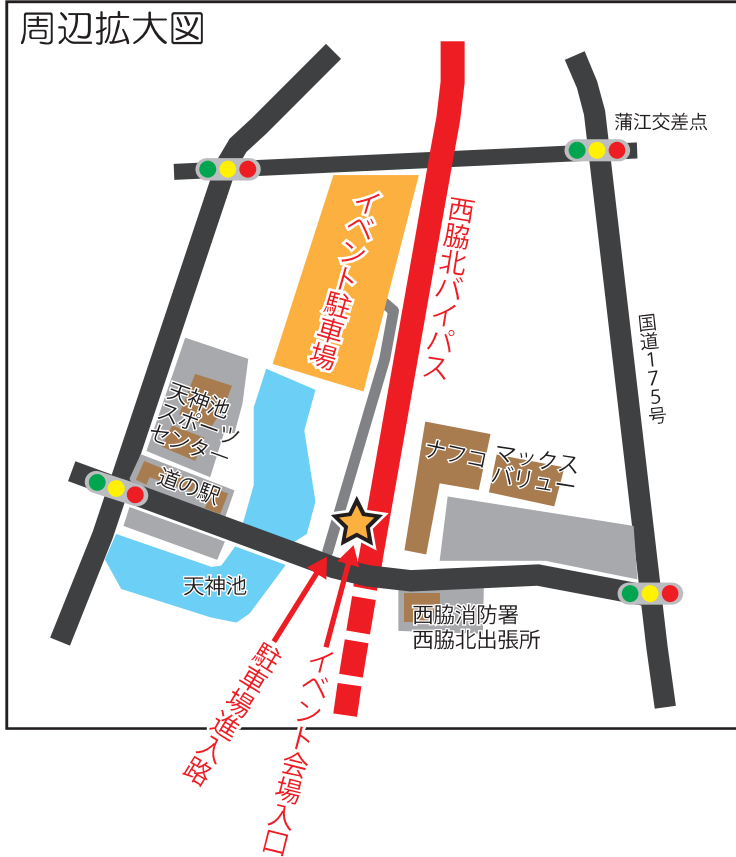 周辺拡大図
蒲江交差点
イベント駐車場
西脇北バイパス
国道175号
天神池
スポーツ
センター
道の駅
ナフコ
マックス
バリュー
天神池
西脇消防署
西脇北出張所
駐車場進入路
イベント会場入口